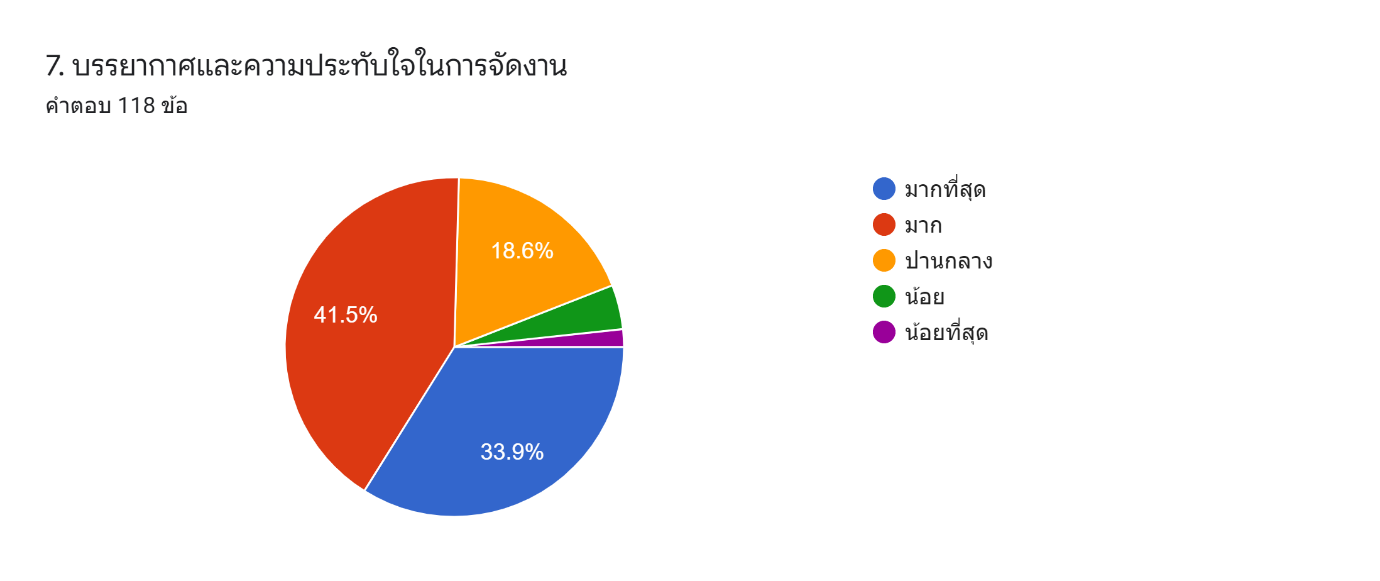 7. บรรยากาศและความประทับใจในการจัดงาน
คำตอบ 118 ข้อ
18.6%
41.5%
33.9%
มากที่สุด
มาก
ปานกลาง
น้อย
น้อยที่สุด